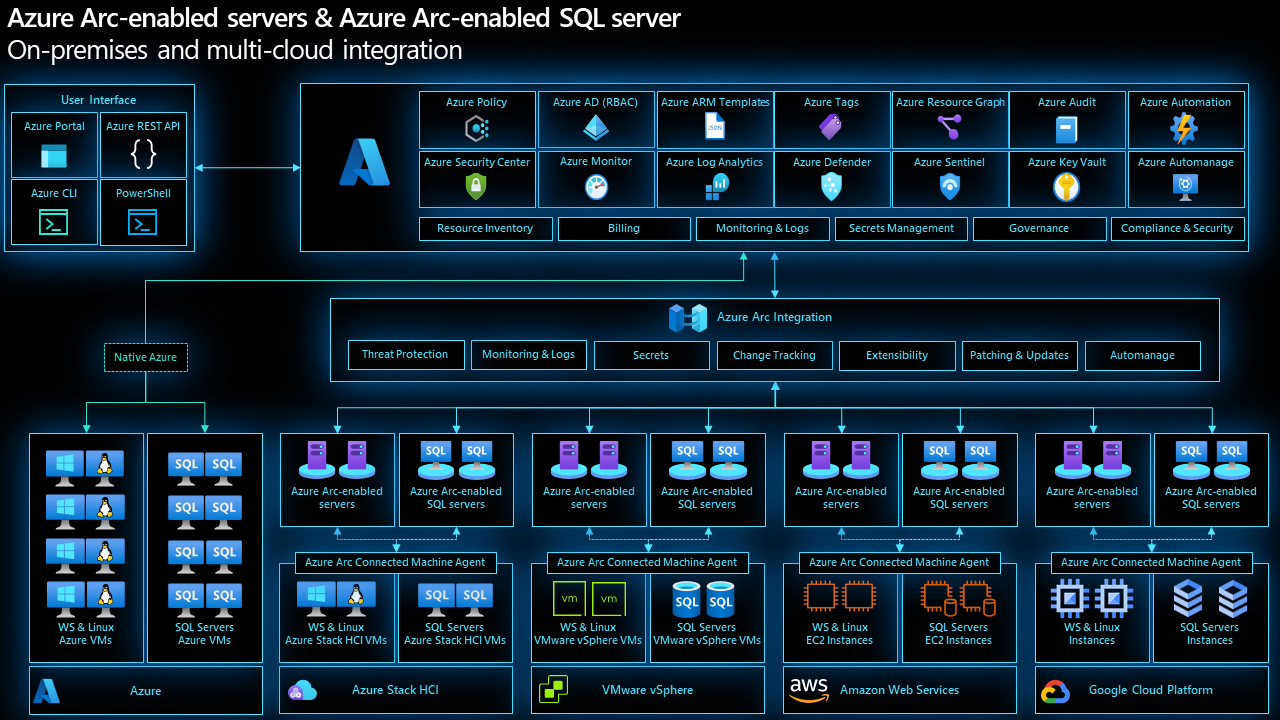 Azure Arc-enabled servers & Azure Arc-enabled SQL server
On-premises and multi-cloud integration
User Interface
Azure Portal
Azure REST API
{ }
Azure CLI
PowerShell
Azure Policy
Azure AD (RBAC)
Azure ARM Templates
JSON
Azure Tags
Azure Resource Graph
Azure Audit
Azure Automation
Azure Security Center
Azure Monitor
Azure Log Analytics
Azure Defender
Azure Sentinel
Azure Key Vault
Azure Automanage
Resource Inventory
Billing
Monitoring & Logs
Secrets Management
Governance
Compliance & Security
Azure Arc Integration
Threat Protection
Monitoring & Logs
Secrets
Change Tracking
Extensibility
Patching & Updates
Automanage
Native Azure
SQL SQL
SQL SQL
SQL SQL
SQL SQL
WS & Linux
Azure VMs
SQL Servers
Azure VMs
Azure
Azure Arc-enabled
servers
SQL SQL
Azure Arc-enabled
SQL servers
Azure Arc Connected Machine Agent
WS & Linux
Azure Stack HCI VMs
SQL SQL
SQL Servers
Azure Stack HCI VMs
Azure Stack HCI
Azure Arc-enabled
servers
SQL SQL
Azure Arc-enabled
SQL servers
Azure Arc Connected Machine Agent
vm vm
WS & Linux
VMware vSphere VMs
SQL SQL
SQL Servers
VMware vSphere VMs
VMware vSphere
Azure Arc-enabled
servers
SQL SQL
Azure Arc-enabled
SQL servers
Azure Arc Connected Machine Agent
WS & Linux
EC2 Instances
SQL Servers
EC2 Instances
aws
Amazon Web Services
Azure Arc-enabled
servers
SQL SQL
Azure Arc-enabled
SQL servers
Azure Arc Connected Machine Agent
WS & Linux
Instances
SQL Servers
Instances
Google Cloud Platform